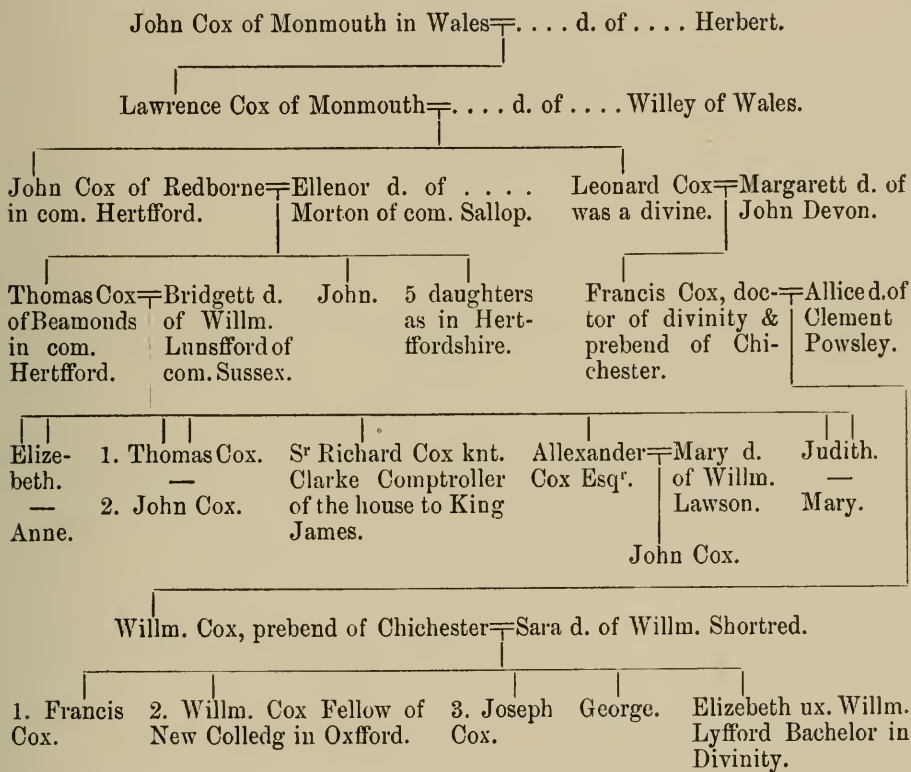 John Cox of Monmouth in Wales=. . . . d. of . . . . Herbert.
Lawrence Cox of Monmouth=. . . . d. of . . . . Willey of Wales.
John Cox of Redborne=Ellenor d. of . . . .
in com. Hertfford.
Morton of com. Sallop.
Leonard Cox=Margarett d. of
was a divine.
John Devon.
Thomas Cox=Bridgett d.
of Beamonds
in com.
Hertfford.
of Willm.
Lunsfford of
com. Sussex.
John.
5 daughters
as in Hert-
ffordshire.
Francis Cox, doc-=Allice d. of
tor of divinity &
prebend of Chi-
chester.
Clement
Powsley.
Elize-
beth.
—
Anne.
1. Thomas Cox.
—
2. John Cox.
Sʳ Richard Cox knt.
Clarke Comptroller
of the house to King
James.
Allexander=Mary d.
Cox Esqʳ.
of Willm.
Lawson.
Judith.
—
Mary.
John Cox.
Willm. Cox, prebend of Chichester=Sara d. of Willm. Shortred.
1. Francis
Cox.
2. Willm. Cox Fellow of
New Colledg in Oxfford.
3. Joseph
Cox.
George.
Elizebeth ux. Willm.
Lyfford Bachelor in
Divinity.